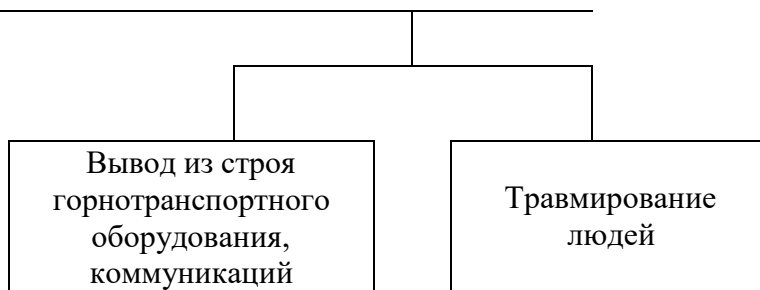 Вывод из строя
горнотранспортного
оборудования,
коммуникаций
Травмирование
людей